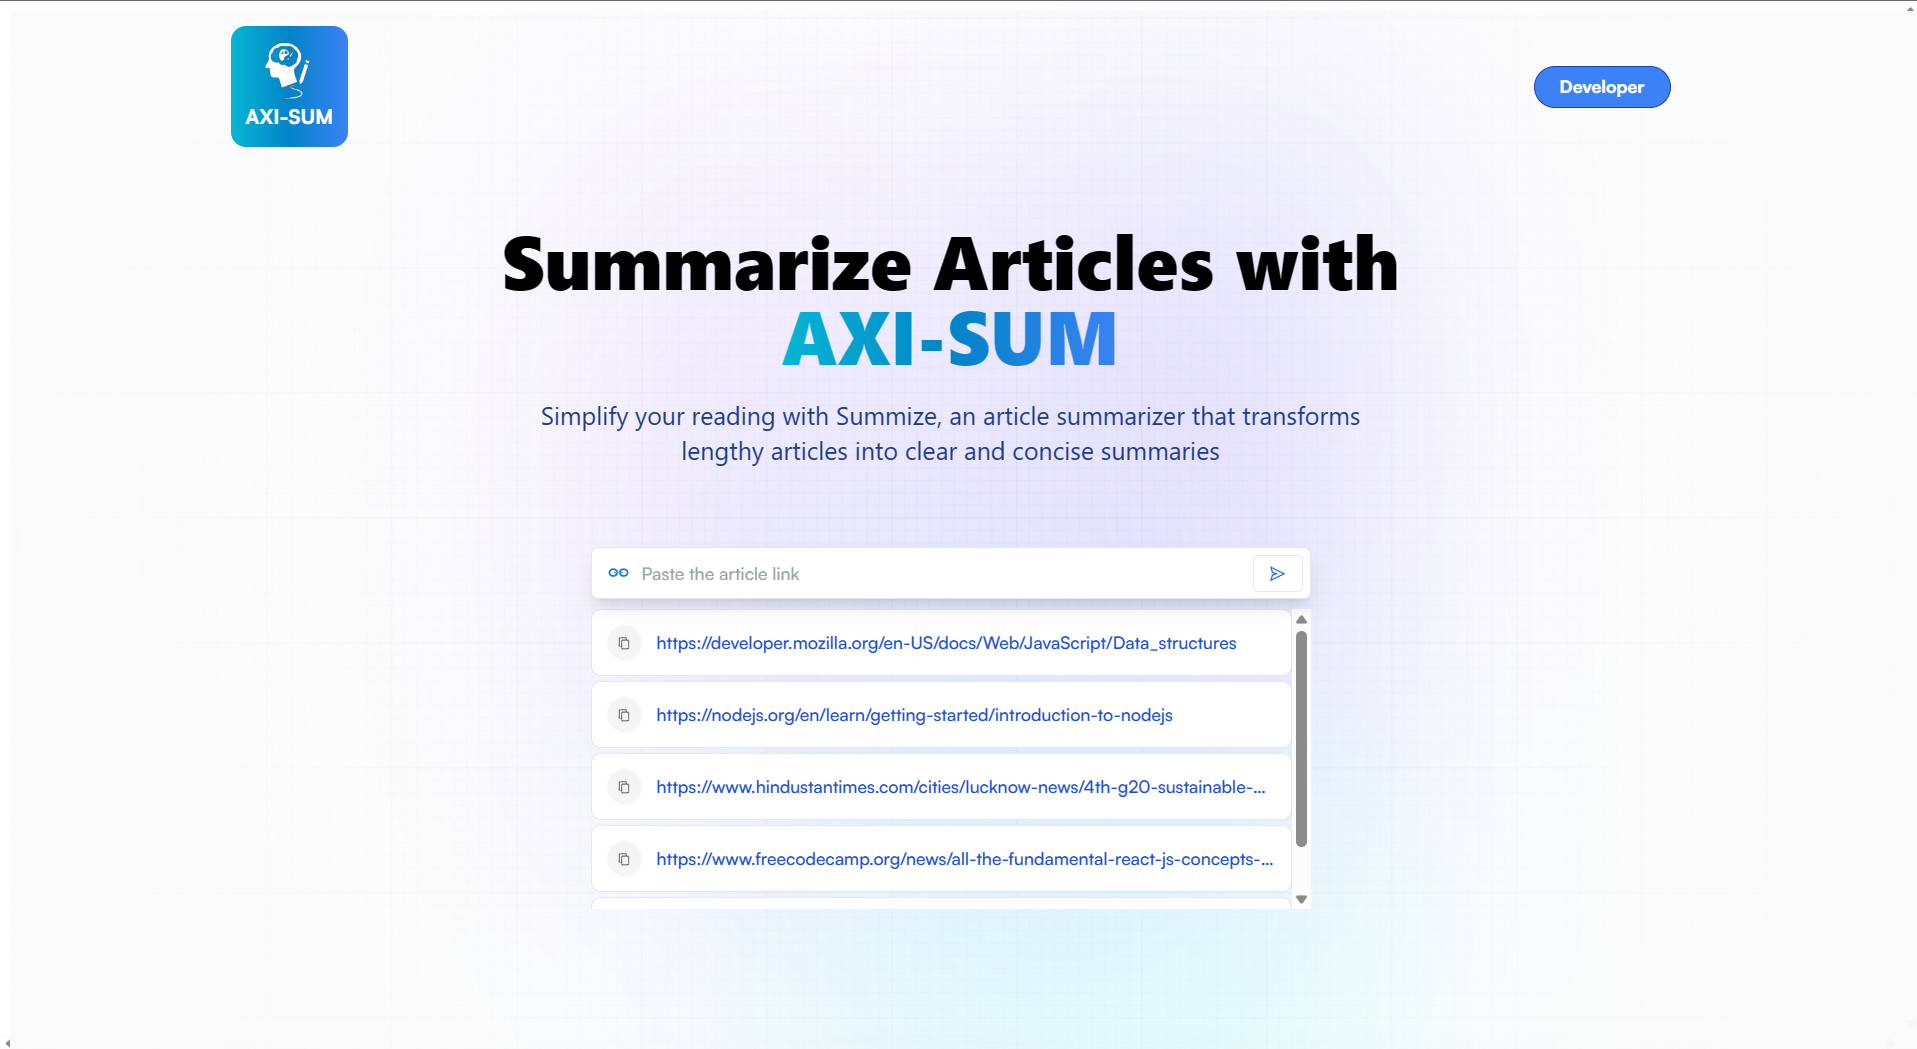 AXI-SUM
Developer
Summarize Articles with
AXI-SUM
Simplify your reading with Summize, an article summarizer that transforms
lengthy articles into clear and concise summaries
Paste the article link
https://developer.mozilla.org/en-US/docs/Web/JavaScript/Data_structures
https://nodejs.org/en/learn/getting-started/introduction-to-nodejs
https://www.hindustantimes.com/cities/lucknow-news/4th-g20-sustainable-...
https://www.freecodecamp.org/news/all-the-fundamental-react-js-concepts-...